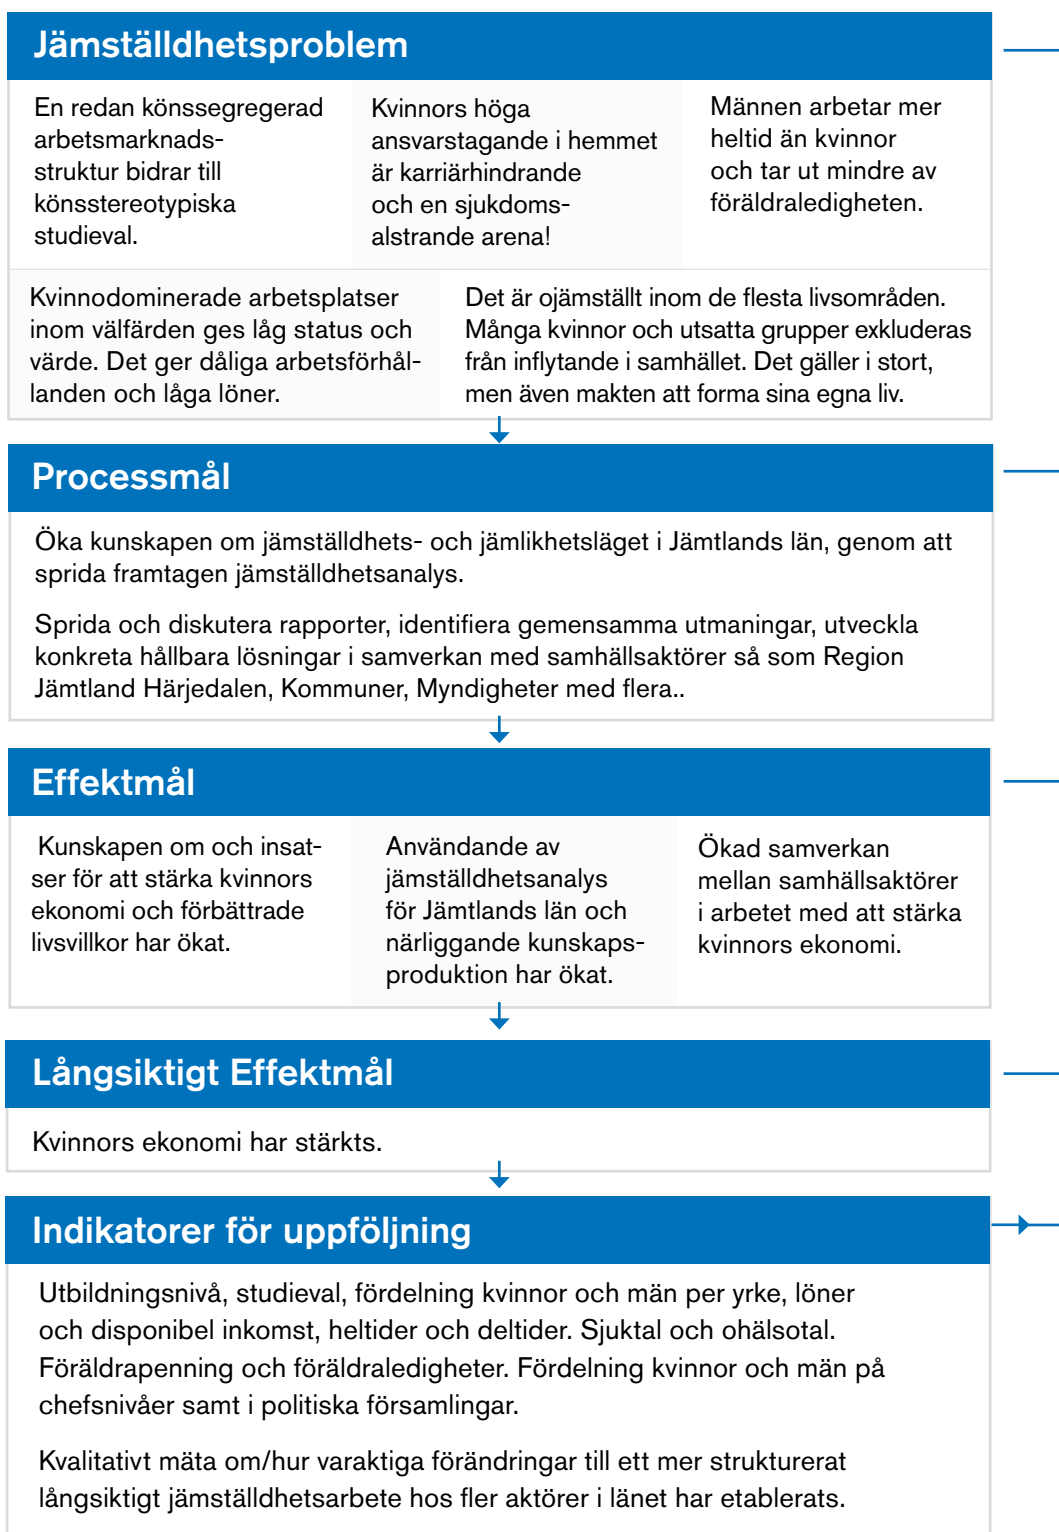 Jämställdhetsproblem
En redan könssegregerad
arbetsmarknads-
struktur bidrar till
könsstereotypiska
studieval.
Kvinnors höga
ansvarstagande i hemmet
är karriärhindrande
och en sjukdoms-
alstrande arena!
Männen arbetar mer
heltid än kvinnor
och tar ut mindre av
föräldraledigheten.
Kvinnodominerade arbetsplatser
inom välfärden ges låg status och
värde. Det ger dåliga arbetsförhål-
landen och låga löner.
Det är ojämställt inom de flesta livsområden.
Många kvinnor och utsatta grupper exkluderas
från inflytande i samhället. Det gäller i stort,
men även makten att forma sina egna liv.
Processmål
Öka kunskapen om jämställdhets- och jämlikhetsläget i Jämtlands län, genom att
sprida framtagen jämställdhetsanalys.
Sprida och diskutera rapporter, identifiera gemensamma utmaningar, utveckla
konkreta hållbara lösningar i samverkan med samhällsaktörer så som Region
Jämtland Härjedalen, Kommuner, Myndigheter med flera..
Effektmål
Kunskapen om och insat-
ser för att stärka kvinnors
ekonomi och förbättrade
livsvillkor har ökat.
Användande av
jämställdhetsanalys
för Jämtlands län och
närliggande kunskaps-
produktion har ökat.
Ökad samverkan
mellan samhällsaktörer
i arbetet med att stärka
kvinnors ekonomi.
Långsiktigt Effektmål
Kvinnors ekonomi har stärkts.
Indikatorer för uppföljning
Utbildningsnivå, studieval, fördelning kvinnor och män per yrke, löner
och disponibel inkomst, heltider och deltider. Sjuktal och ohälsotal.
Föräldrapenning och föräldraledigheter. Fördelning kvinnor och män på
chefsnivåer samt i politiska församlingar.
Kvalitativt mäta om/hur varaktiga förändringar till ett mer strukturerat
långsiktigt jämställdhetsarbete hos fler aktörer i länet har etablerats.